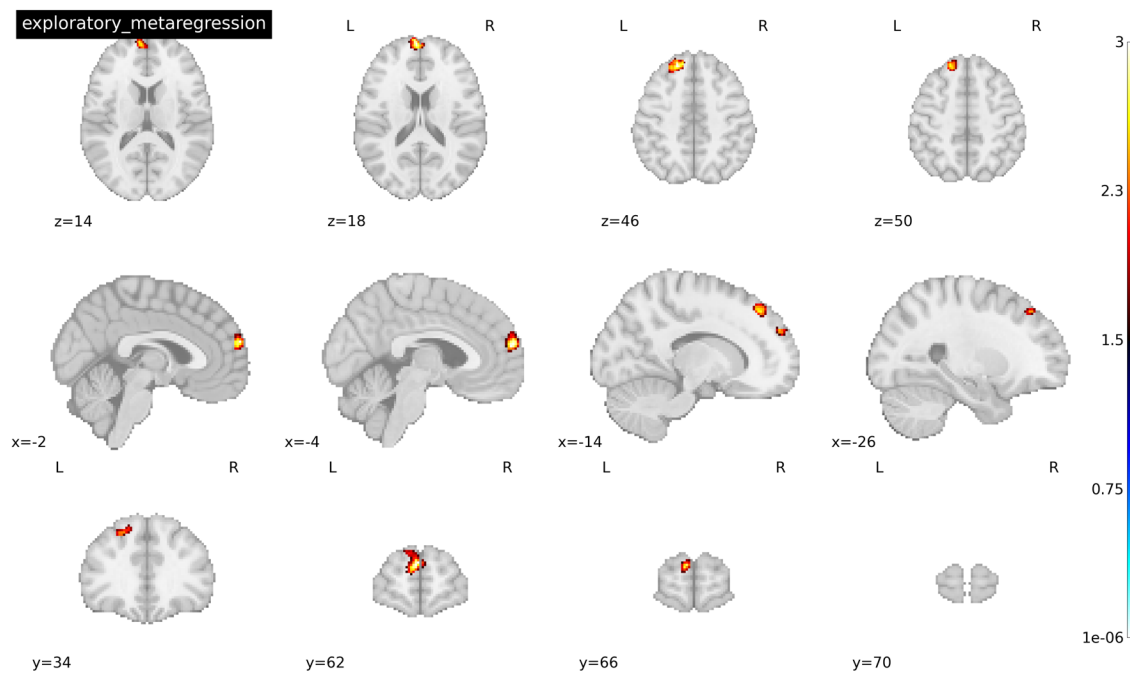 exploratory_metaregression
L R
L R
L R
3
z=14
z=18
z=46
z=50
2.3
1.5
x=-2
x=-4
x=-14
x=-26
L R
L R
L R
L R
0.75
1e-06
y=34
y=62
y=66
y=70